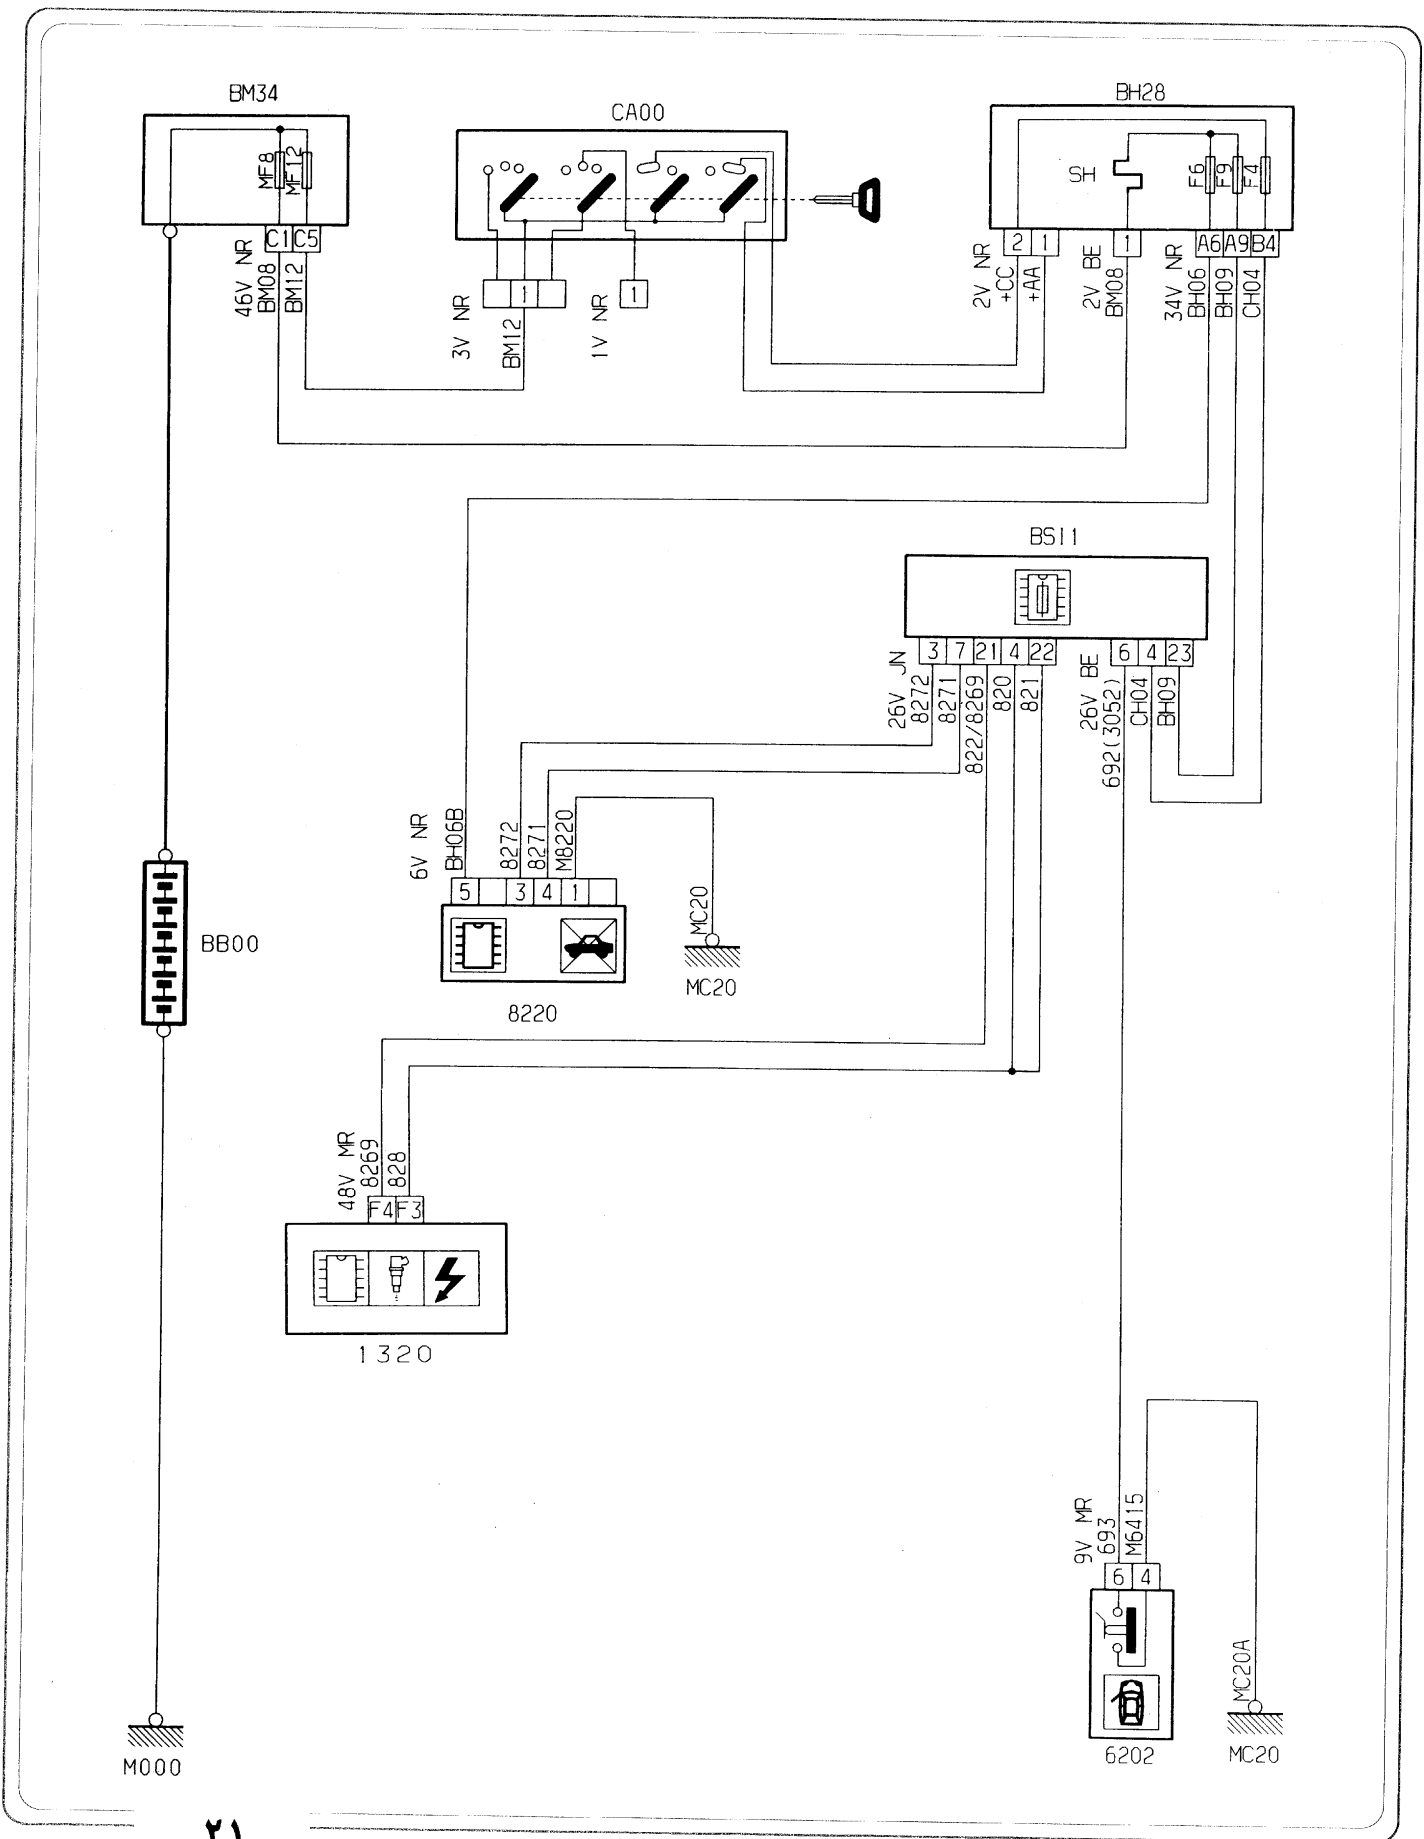 BM34
CA00
BH28
MF8
MF12
SH
F6
F9
F4
C1 C5
2 1
1
A6 A9 B4
46V NR
BM08
BM12
3V NR
1
BM12
1V NR
1
2V NR
+CC
+AA
2V BE
BM08
34V NR
BH06
BH09
CH04
BSI1
3 7 21 4 22
6 4 23
26V JN
8272
8271
822/8269
820
821
26V BE
692(3052)
CH04
BH09
6V NR
BH06B
8272
8271
M8220
5 3 4 1
MC20
MC20
8220
BB00
48V MR
8269
828
F4 F3
1320
9V MR
693
M6415
6 4
6202
MC20A
MC20
M000
۲۱